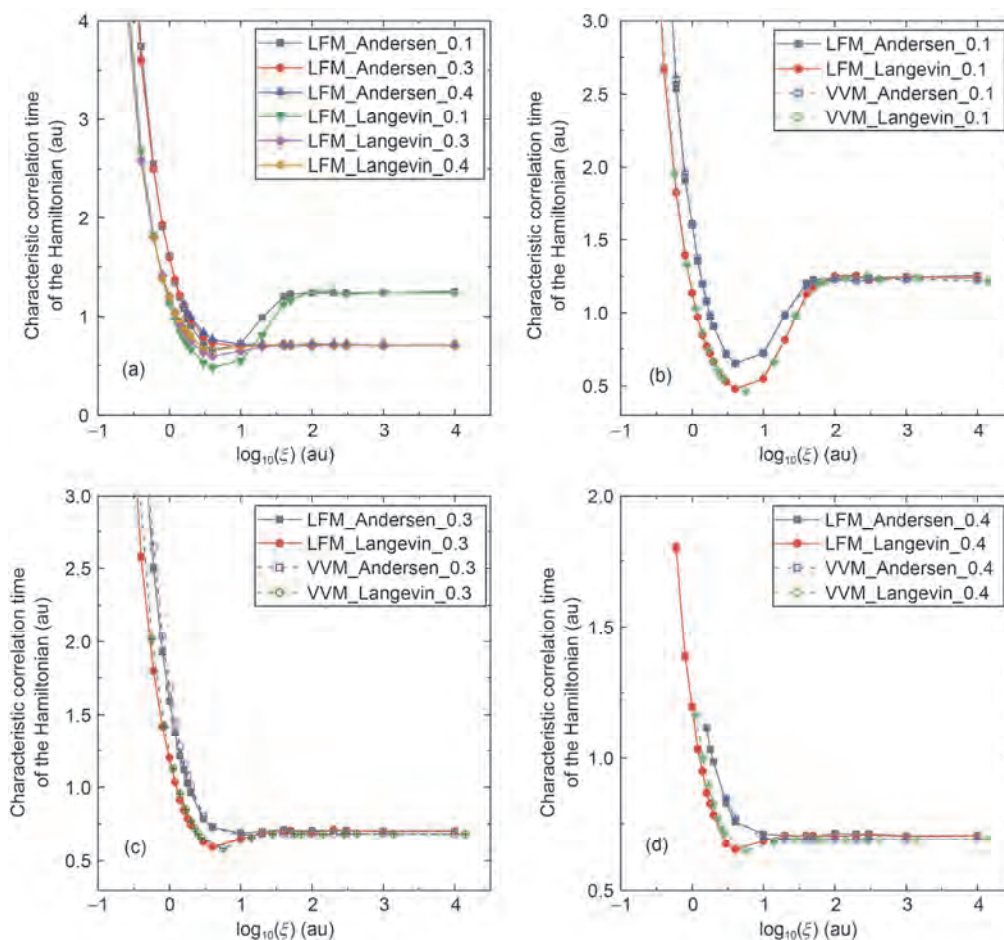 4
3
2
1
0
−1
0
1
2
3
4
Characteristic correlation time
of the Hamiltonian (au)
log₁₀(ξ) (au)
(a)
LFM_Andersen_0.1
LFM_Andersen_0.3
LFM_Andersen_0.4
LFM_Langevin_0.1
LFM_Langevin_0.3
LFM_Langevin_0.4
3.0
2.5
2.0
1.5
1.0
0.5
−1
0
1
2
3
4
Characteristic correlation time
of the Hamiltonian (au)
log₁₀(ξ) (au)
(b)
LFM_Andersen_0.1
LFM_Langevin_0.1
VVM_Andersen_0.1
VVM_Langevin_0.1
3.0
2.5
2.0
1.5
1.0
0.5
−1
0
1
2
3
4
Characteristic correlation time
of the Hamiltonian (au)
log₁₀(ξ) (au)
(c)
LFM_Andersen_0.3
LFM_Langevin_0.3
VVM_Andersen_0.3
VVM_Langevin_0.3
2.0
1.5
1.0
0.5
−1
0
1
2
3
4
Characteristic correlation time
of the Hamiltonian (au)
log₁₀(ξ) (au)
(d)
LFM_Andersen_0.4
LFM_Langevin_0.4
VVM_Andersen_0.4
VVM_Langevin_0.4